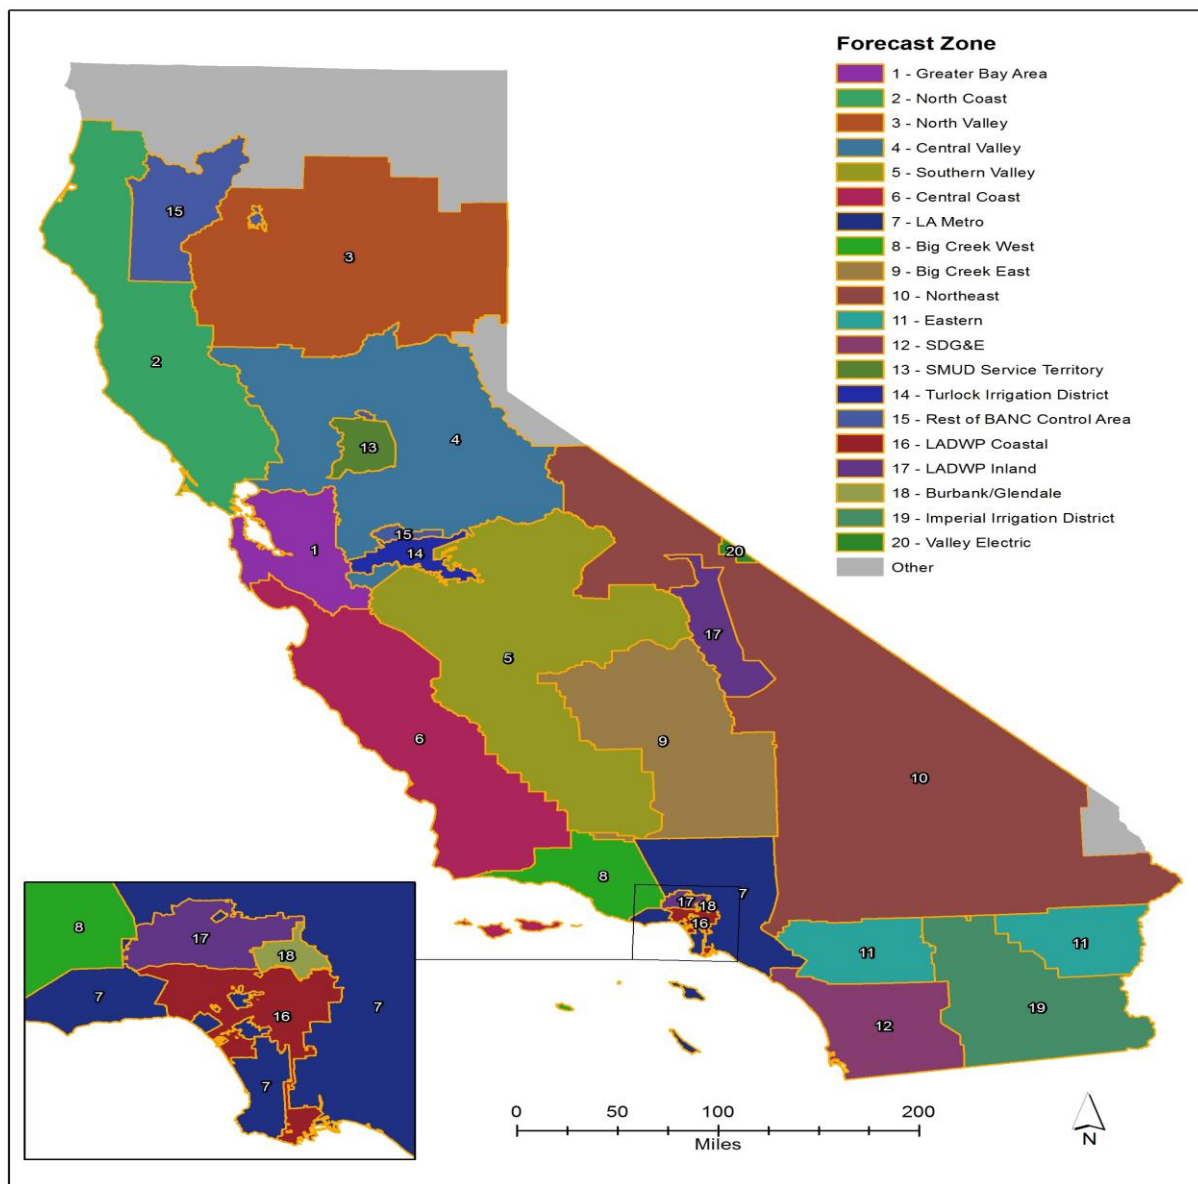 Forecast Zone
1 - Greater Bay Area
2 - North Coast
3 - North Valley
4 - Central Valley
5 - Southern Valley
6 - Central Coast
7 - LA Metro
8 - Big Creek West
9 - Big Creek East
10 - Northeast
11 - Eastern
12 - SDG&E
13 - SMUD Service Territory
14 - Turlock Irrigation District
15 - Rest of BANC Control Area
16 - LADWP Coastal
17 - LADWP Inland
18 - Burbank/Glendale
19 - Imperial Irrigation District
20 - Valley Electric
Other
15
3
2
4
13
15
14
1
20
17
5
6
9
10
8
7
17
18
16
11
11
19
12
8
17
18
7
16
7
7
0 50 100 200
Miles
N